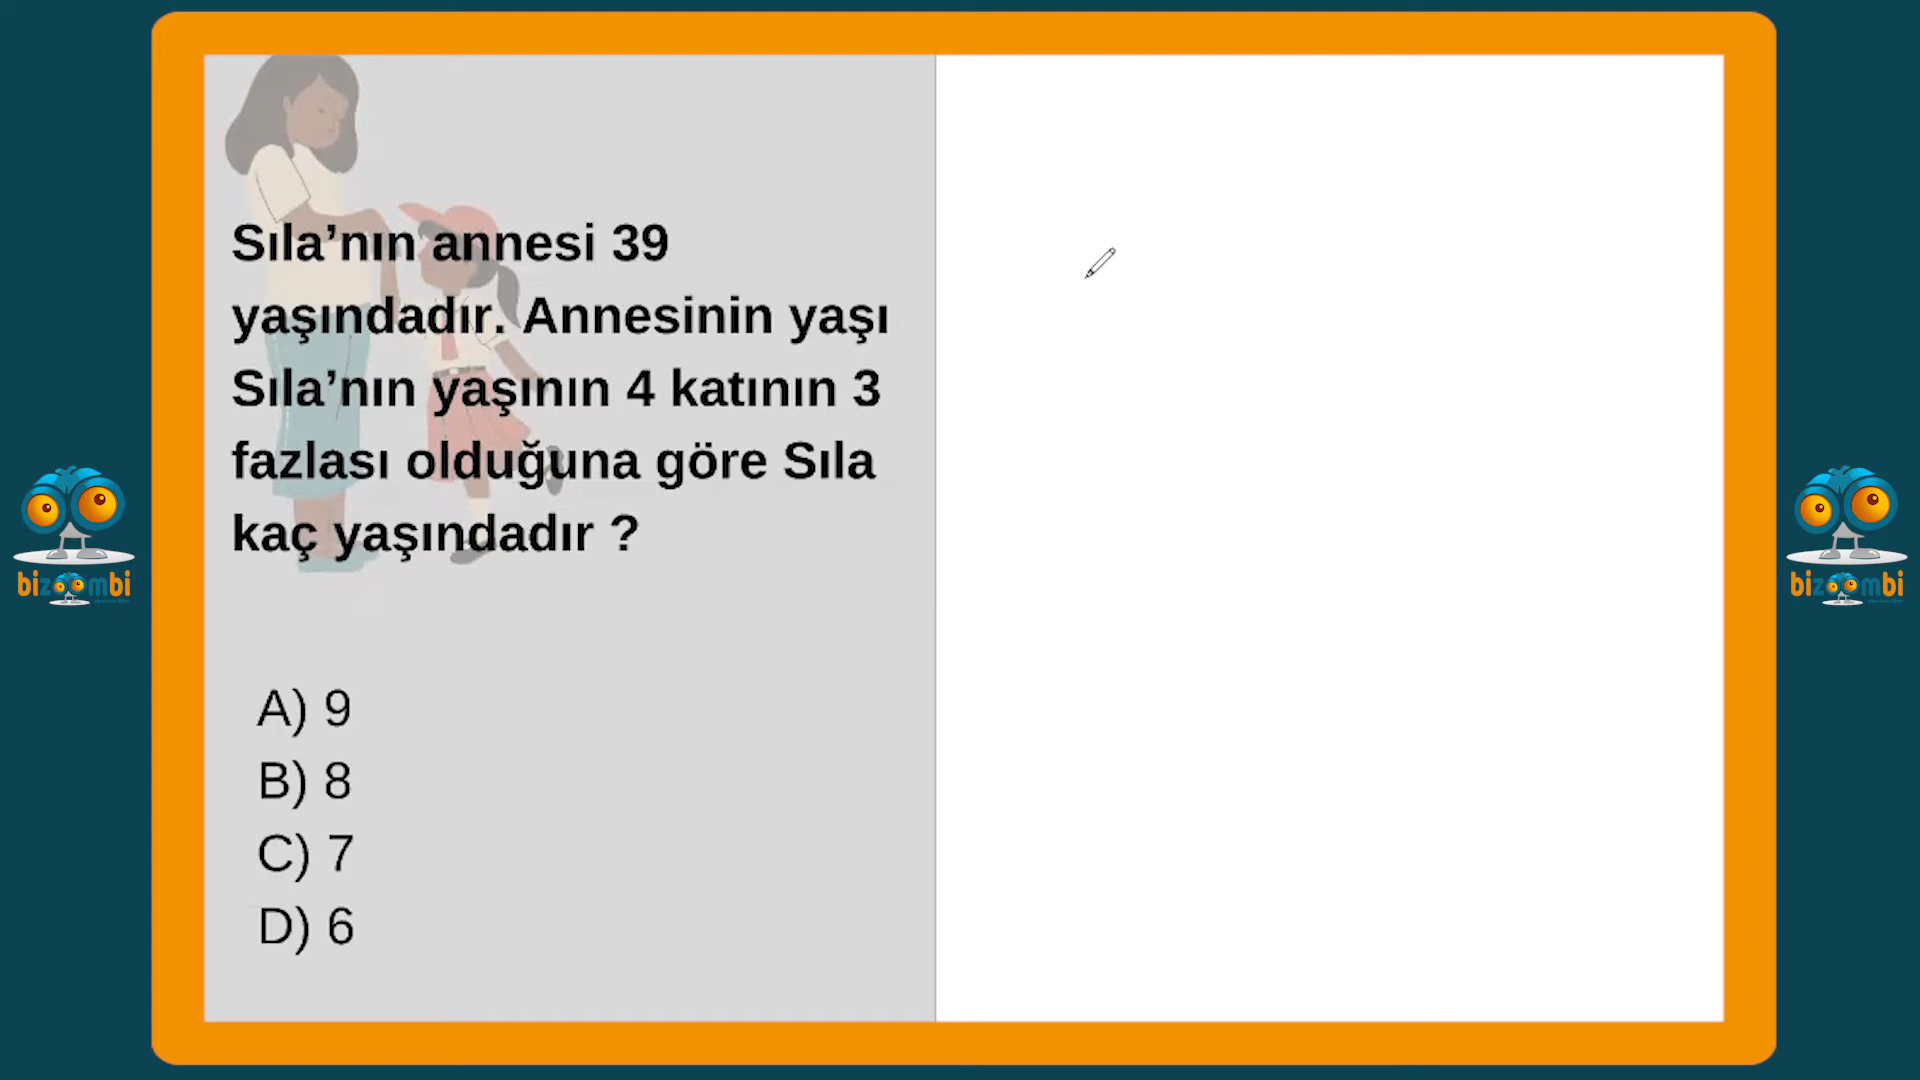 Sıla’nın annesi 39
yaşındadır. Annesinin yaşı
Sıla’nın yaşının 4 katının 3
fazlası olduğuna göre Sıla
kaç yaşındadır ?
A) 9
B) 8
C) 7
D) 6
bizoombi
bizoombi